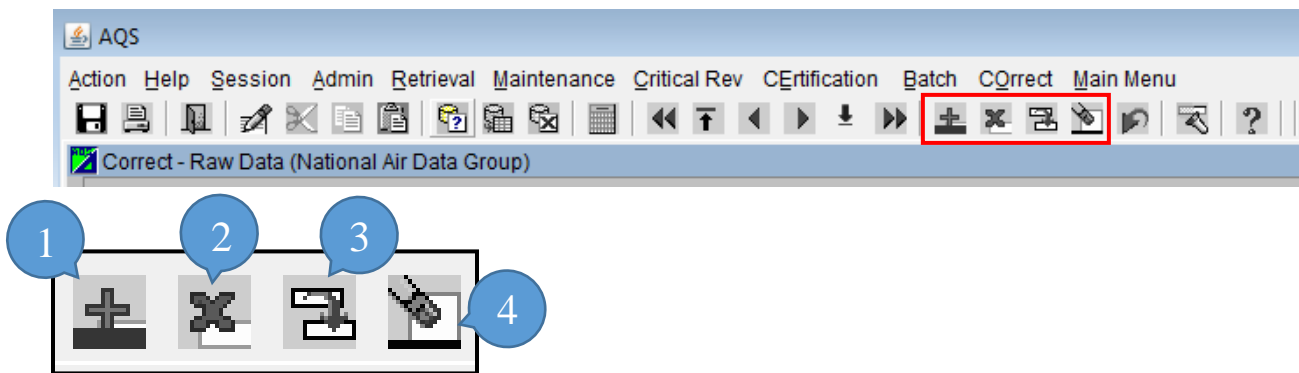 AQS
Action Help Session Admin Retrieval Maintenance Critical Rev CErtification Batch COrrect Main Menu
?
Correct - Raw Data (National Air Data Group)
1
2
3
4